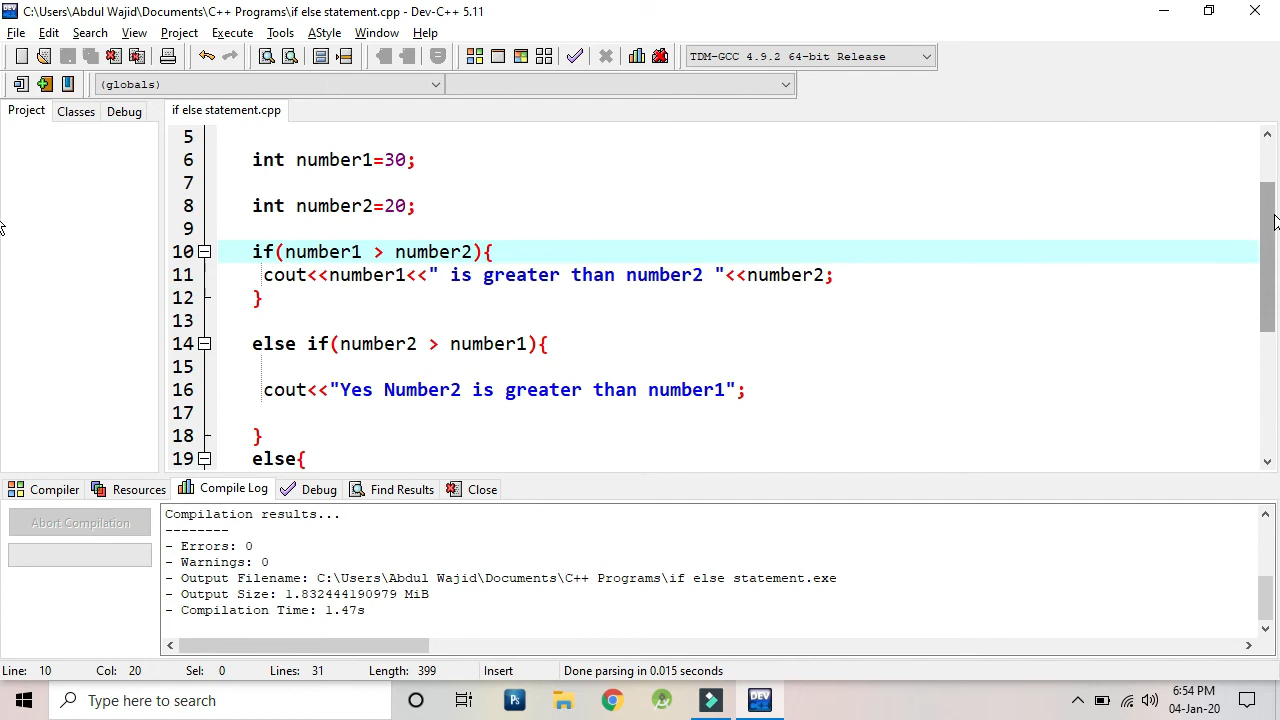 C:\Users\Abdul Wajid\Documents\C++ Programs\if else statement.cpp - Dev-C++ 5.11
File Edit Search View Project Execute Tools AStyle Window Help
TDM-GCC 4.9.2 64-bit Release
(globals)
Project Classes Debug if else statement.cpp
5
6 int number1=30;
7
8 int number2=20;
9
10 if(number1 > number2){
11 cout<<number1<<" is greater than number2 "<<number2;
12 }
13
14 else if(number2 > number1){
15
16 cout<<"Yes Number2 is greater than number1";
17
18 }
19 else{
Compiler Resources Compile Log Debug Find Results Close
Abort Compilation
Compilation results...
--------
- Errors: 0
- Warnings: 0
- Output Filename: C:\Users\Abdul Wajid\Documents\C++ Programs\if else statement.exe
- Output Size: 1.832444190979 MiB
- Compilation Time: 1.47s
Line: 10 Col: 20 Sel: 0 Lines: 31 Length: 399 Insert Done parsing in 0.015 seconds
Type here to search
Ps
DEV
6:54 PM
04-Jan-20